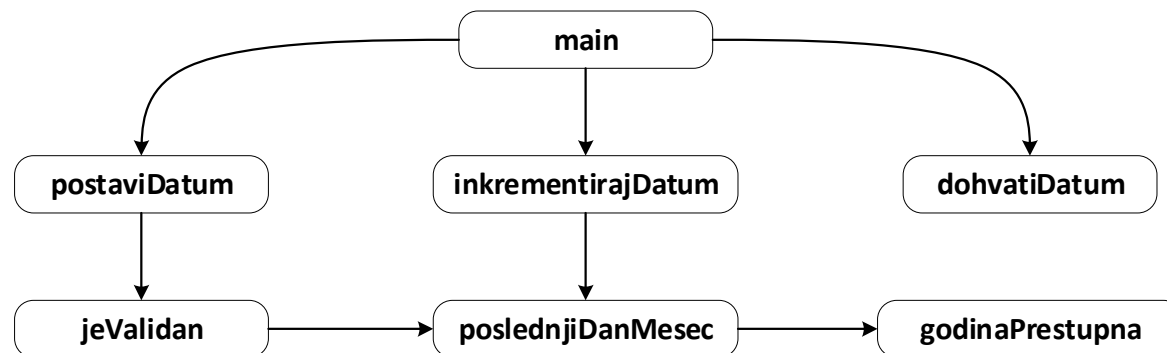 main
postaviDatum
inkrementirajDatum
dohvatiDatum
jeValidan
poslednjiDanMesec
godinaPrestupna